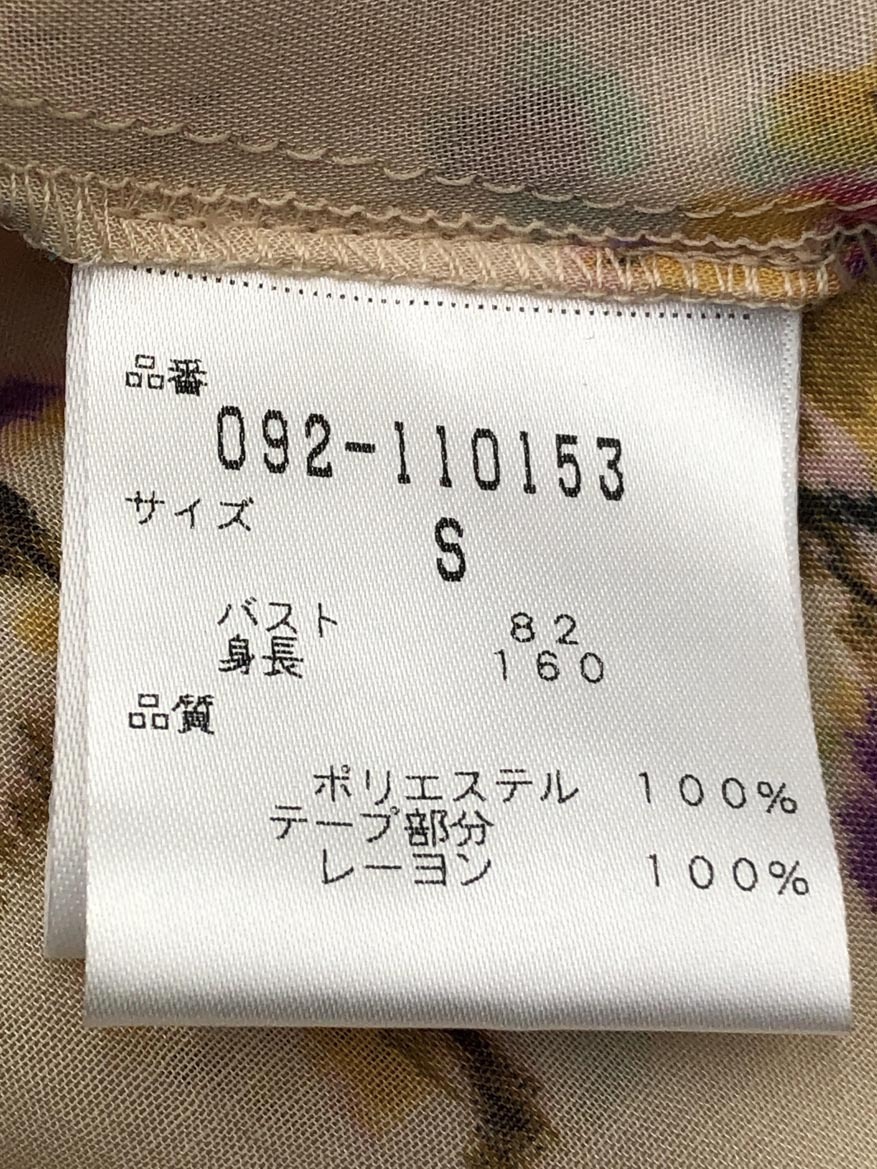 品番
092-110153
サイズ
S
バスト 82
身長 160
品質
ポリエステル 100%
テープ部分
レーヨン 100%